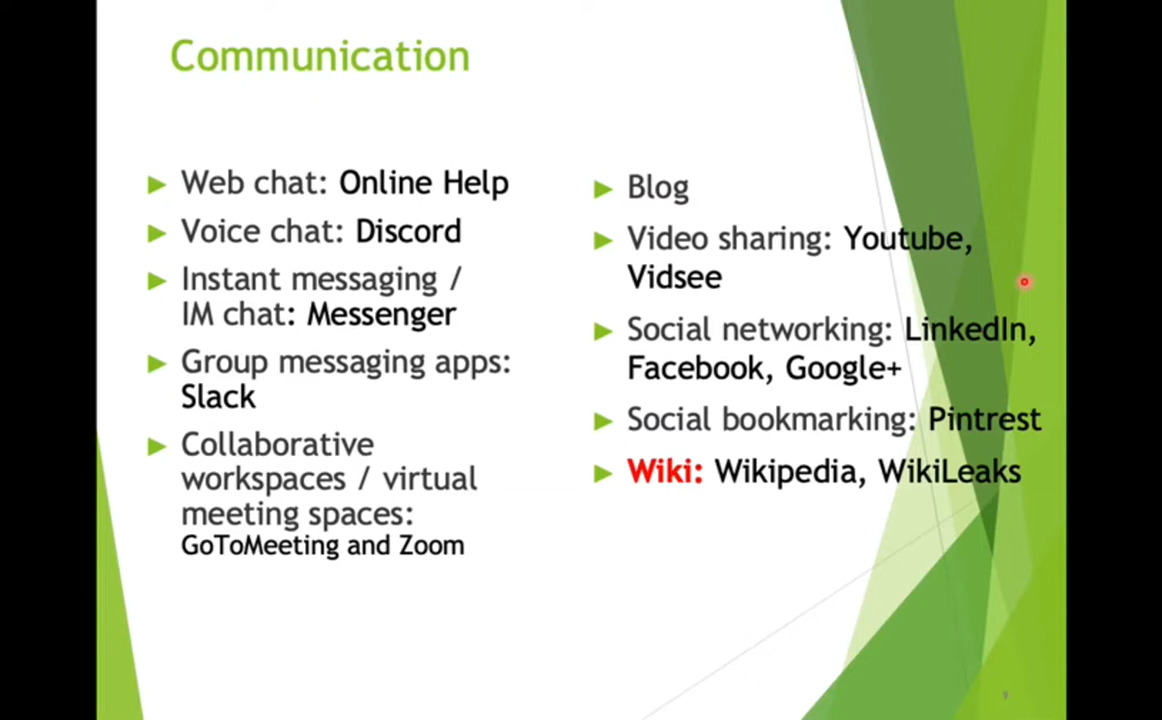 Communication
Web chat: Online Help
Voice chat: Discord
Instant messaging /
IM chat: Messenger
Group messaging apps:
Slack
Collaborative
workspaces / virtual
meeting spaces:
GoToMeeting and Zoom
Blog
Video sharing: Youtube,
Vidsee
Social networking: LinkedIn,
Facebook, Google+
Social bookmarking: Pintrest
Wiki: Wikipedia, WikiLeaks